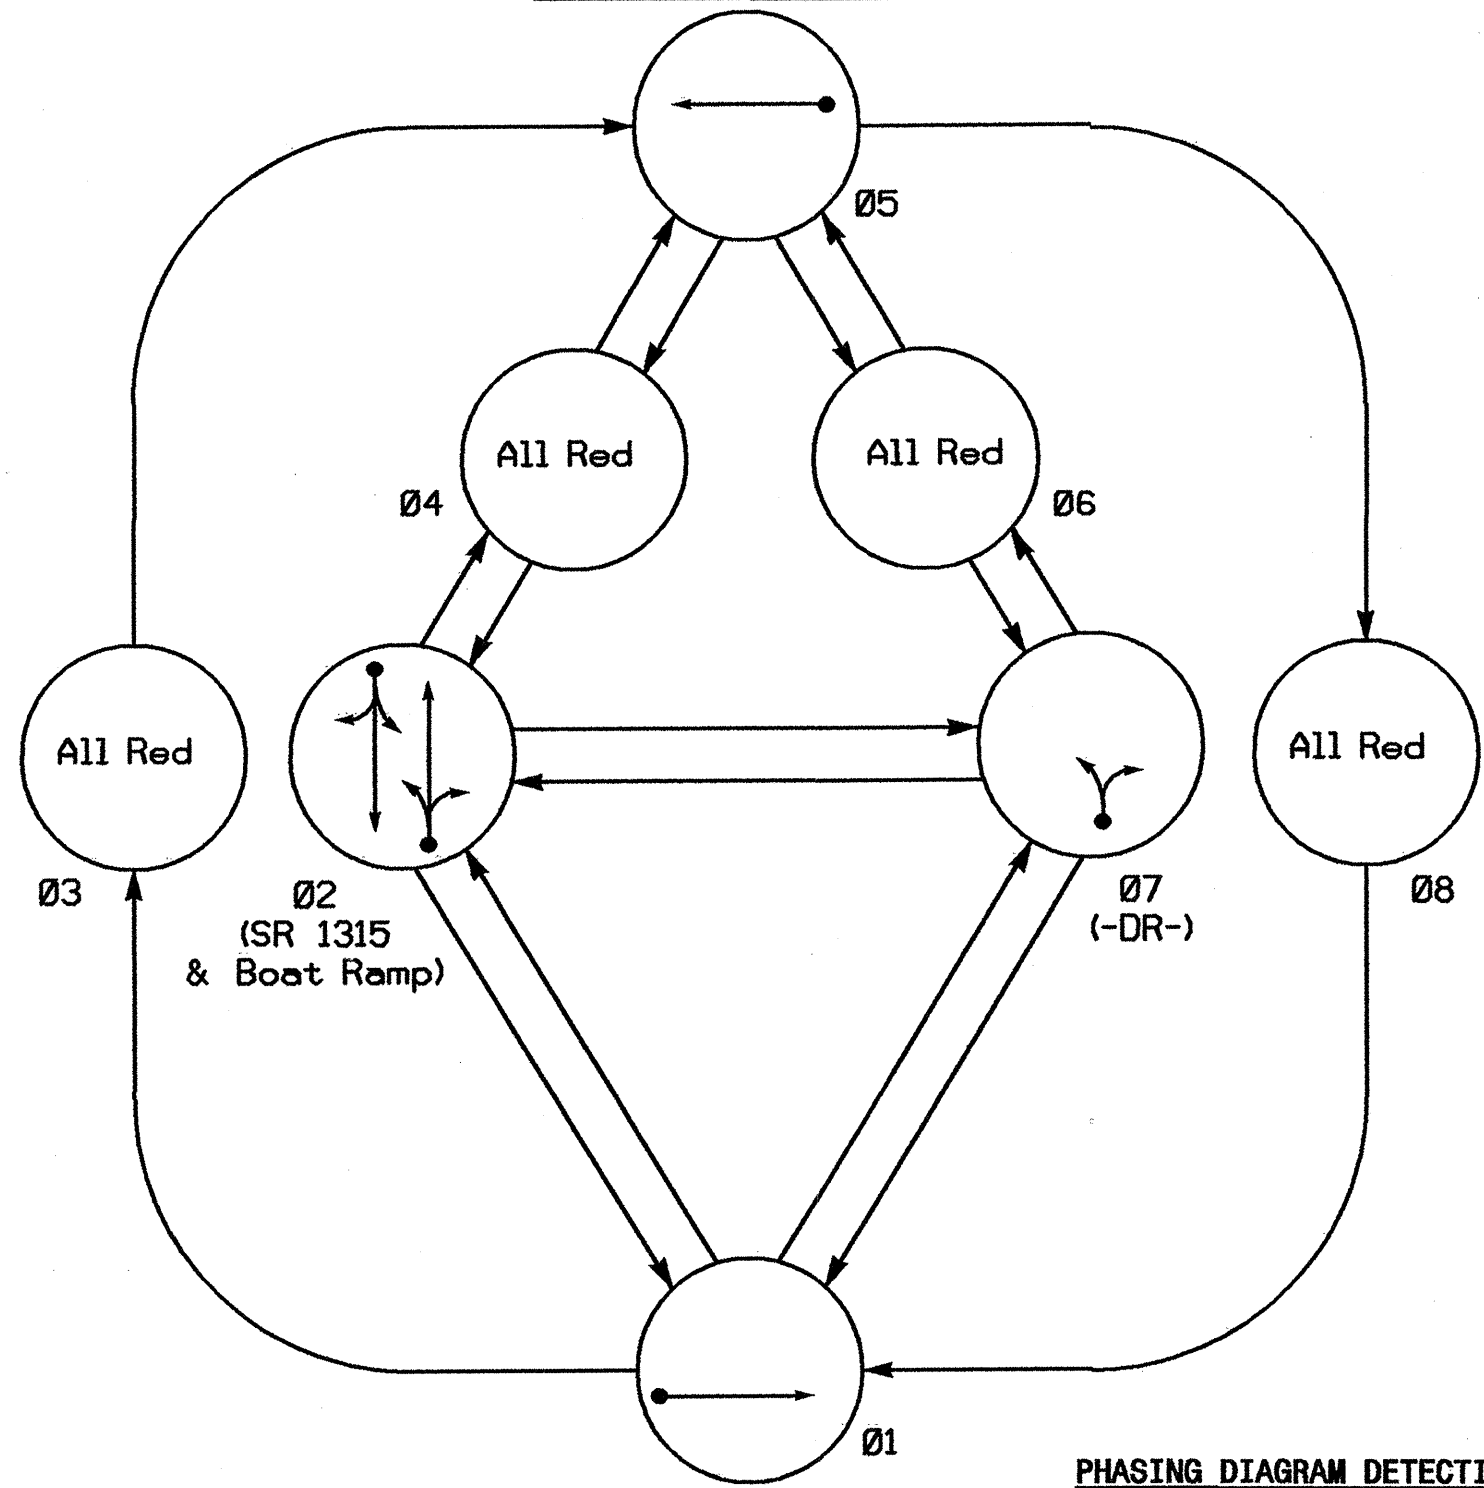 Ø5
All Red
Ø4
All Red
Ø6
All Red
Ø3
Ø2
(SR 1315
& Boat Ramp)
Ø7
(-DR-)
All Red
Ø8
Ø1
PHASING DIAGRAM DETECTI